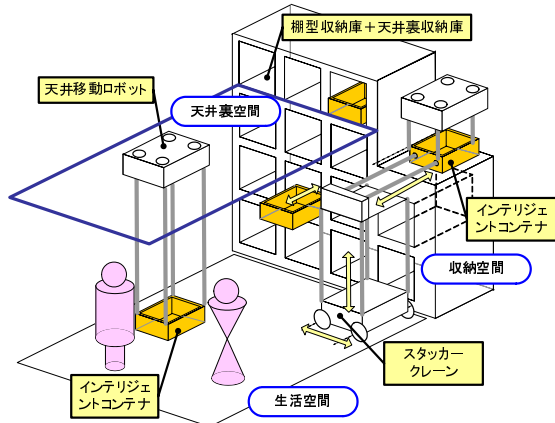 棚型収納庫＋天井裏収納庫
天井移動ロボット
天井裏空間
インテリジェ
ントコンテナ
収納空間
スタッカー
クレーン
インテリジェ
ントコンテナ
生活空間